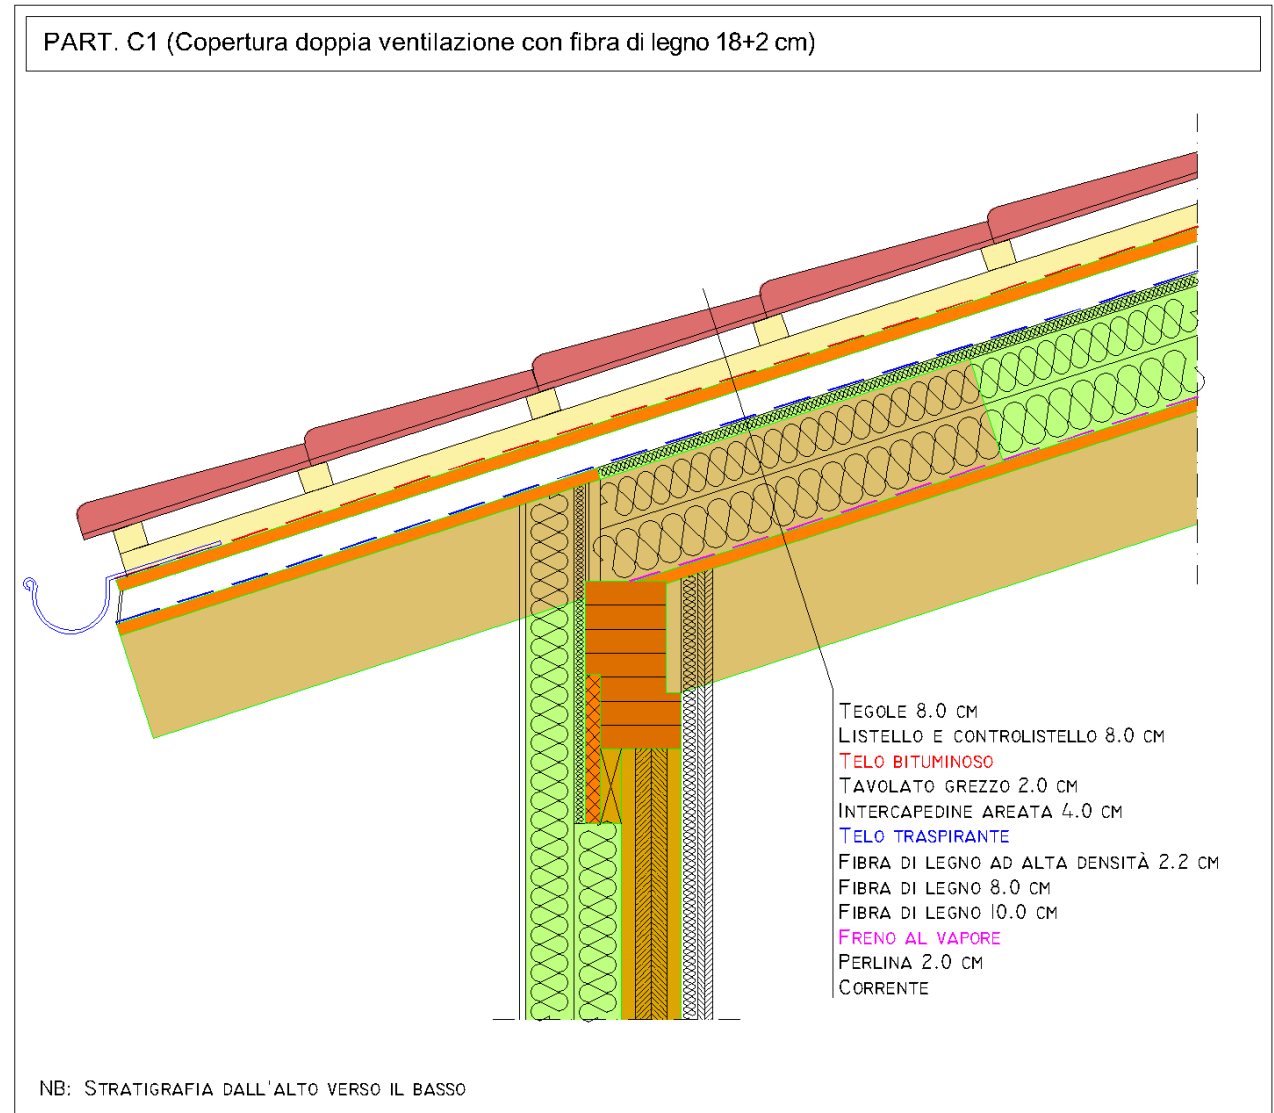 PART. C1 (Copertura doppia ventilazione con fibra di legno 18+2 cm)
TEGOLE 8.0 CM
LISTELLO E CONTROLISTELLO 8.0 CM
TELO BITUMINOSO
TAVOLATO GREZZO 2.0 CM
INTERCAPEDINE AREATA 4.0 CM
TELO TRASPIRANTE
FIBRA DI LEGNO AD ALTA DENSITÀ 2.2 CM
FIBRA DI LEGNO 8.0 CM
FIBRA DI LEGNO 10.0 CM
FRENO AL VAPORE
PERLINA 2.0 CM
CORRENTE
NB: STRATIGRAFIA DALL'ALTO VERSO IL BASSO